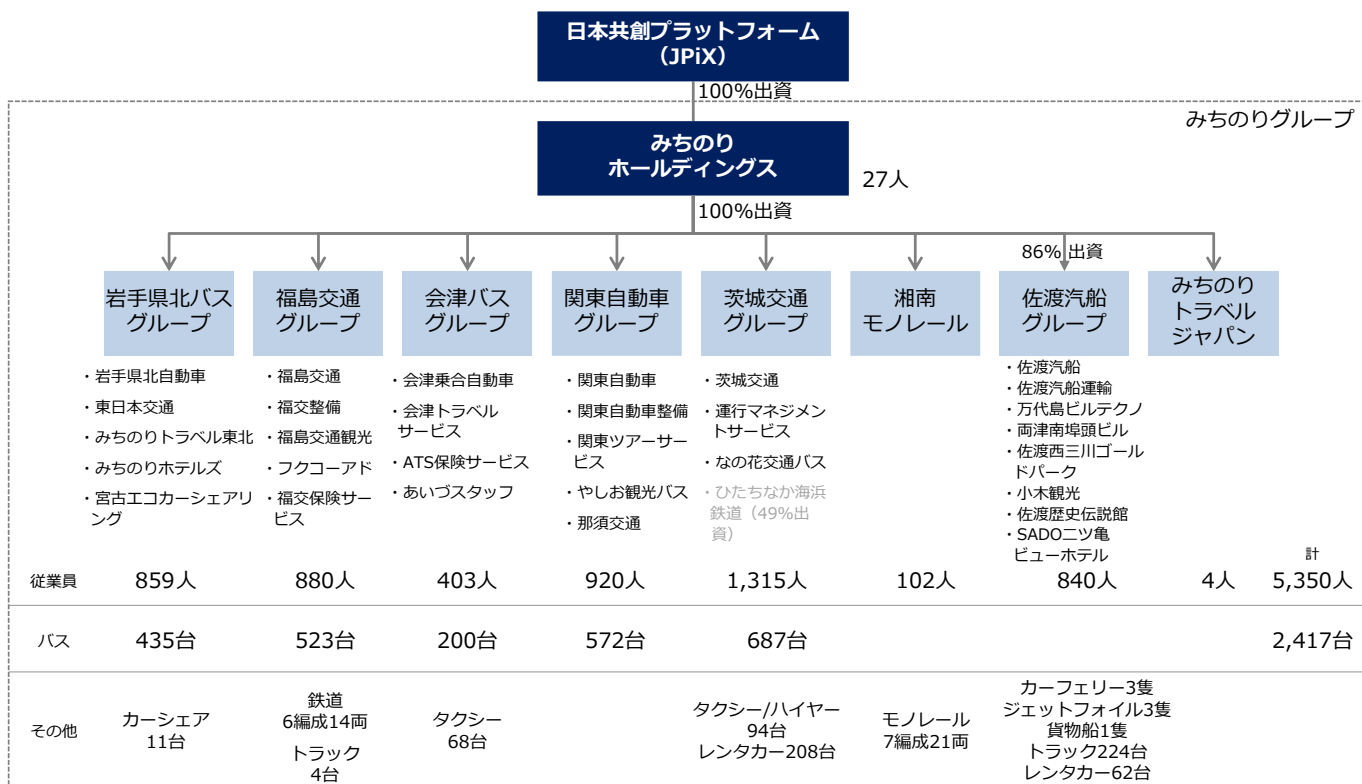 日本共創プラットフォーム
（JPiX）
100%出資
みちのりグループ
みちのり
ホールディングス
27人
100%出資
86% 出資
岩手県北バス
グループ
福島交通
グループ
会津バス
グループ
関東自動車
グループ
茨城交通
グループ
湘南
モノレール
佐渡汽船
グループ
みちのり
トラベル
ジャパン
・岩手県北自動車
・東日本交通
・みちのりトラベル東北
・みちのりホテルズ
・宮古エコカーシェアリ
ング
・福島交通
・福交整備
・福島交通観光
・フクコーアド
・福交保険サー
ビス
・会津乗合自動車
・会津トラベル
サービス
・ATS保険サービス
・あいづスタッフ
・関東自動車
・関東自動車整備
・関東ツアーサー
ビス
・やしお観光バス
・那須交通
・茨城交通
・運行マネジメン
トサービス
・なの花交通バス
・ひたちなか海浜
鉄道（49%出
資）
・佐渡汽船
・佐渡汽船運輸
・万代島ビルテクノ
・両津南埠頭ビル
・佐渡西三川ゴール
ドパーク
・小木観光
・佐渡歴史伝説館
・SADO二ツ亀
ビューホテル
計
従業員 859人 880人 403人 920人 1,315人 102人 840人 4人 5,350人
バス 435台 523台 200台 572台 687台 2,417台
その他
カーシェア
11台
鉄道
6編成14両
トラック
4台
タクシー
68台
タクシー/ハイヤー
94台
レンタカー208台
モノレール
7編成21両
カーフェリー3隻
ジェットフォイル3隻
貨物船1隻
トラック224台
レンタカー62台